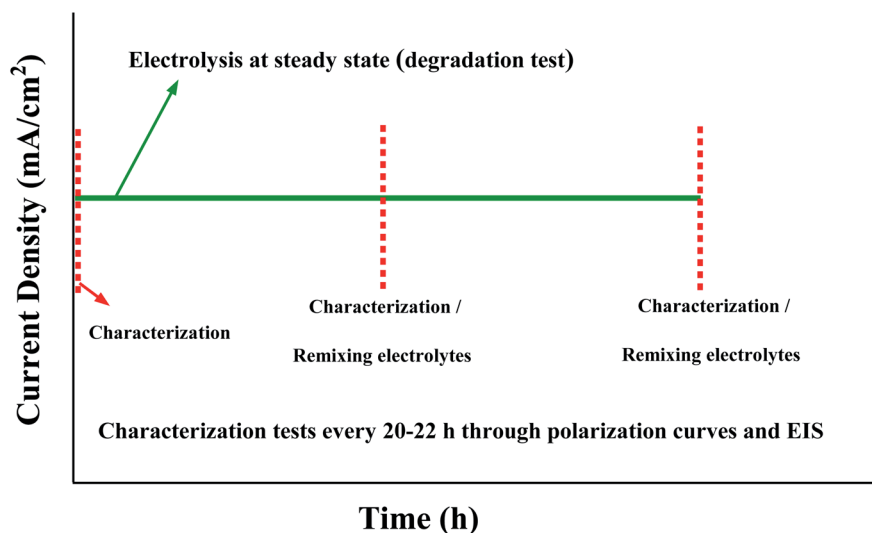 Electrolysis at steady state (degradation test)
Current Density (mA/cm²)
Characterization
Characterization /
Remixing electrolytes
Characterization /
Remixing electrolytes
Characterization tests every 20-22 h through polarization curves and EIS
Time (h)